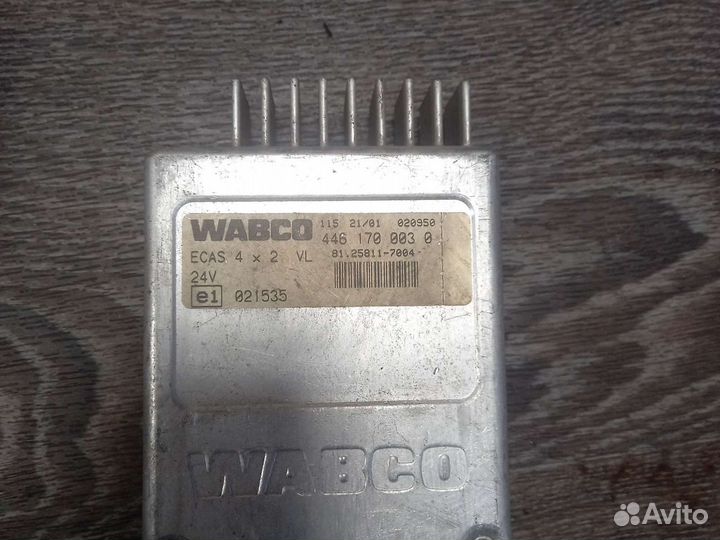 115 21/01 020950
WABCO 446 170 003 0
ECAS 4 × 2 VL 81.25811-7004-
24V
e1 021535
WABCO
Avito